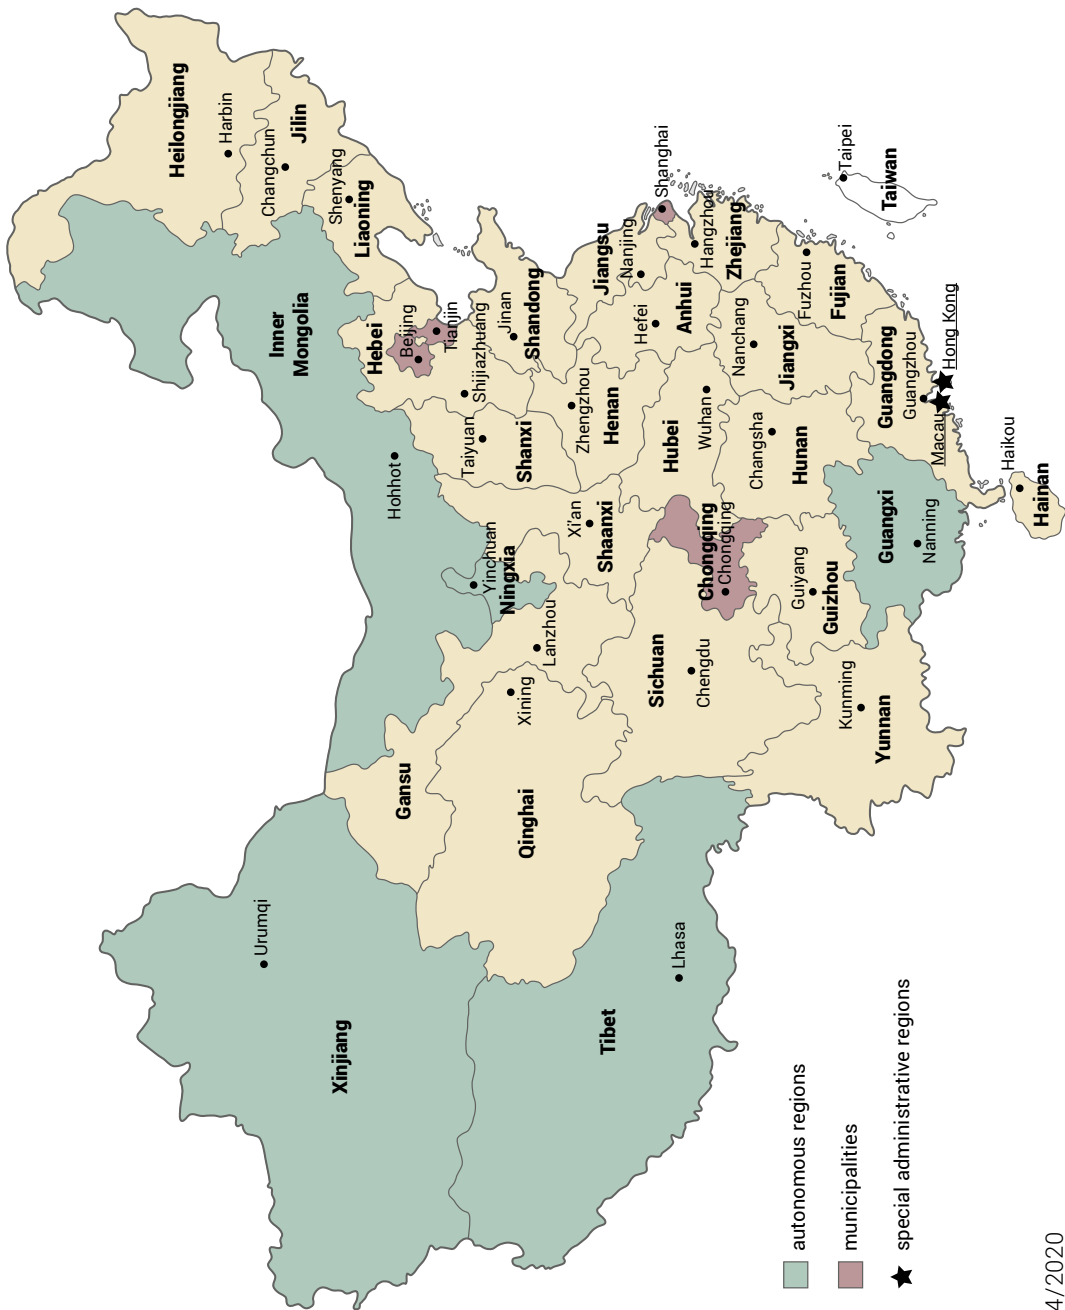 Heilongjiang
Harbin
Changchun
Jilin
Shenyang
Liaoning
Inner
Mongolia
Hohhot
Hebei
Beijing
Tianjin
Shijiazhuang
Jinan
Shandong
Taiyuan
Shanxi
Xinjiang
Urumqi
Gansu
Yinchuan
Ningxia
Lanzhou
Xining
Qinghai
Xi'an
Shaanxi
Zhengzhou
Henan
Jiangsu
Nanjing
Shanghai
Hefei
Anhui
Hangzhou
Zhejiang
Tibet
Lhasa
Sichuan
Chengdu
Chongqing
Chongqing
Hubei
Wuhan
Changsha
Hunan
Nanchang
Jiangxi
Fuzhou
Fujian
Taipei
Taiwan
Guiyang
Guizhou
Kunming
Yunnan
Guangxi
Nanning
Guangdong
Guangzhou
Macau
Hong Kong
Haikou
Hainan
autonomous regions
municipalities
special administrative regions
4/2020